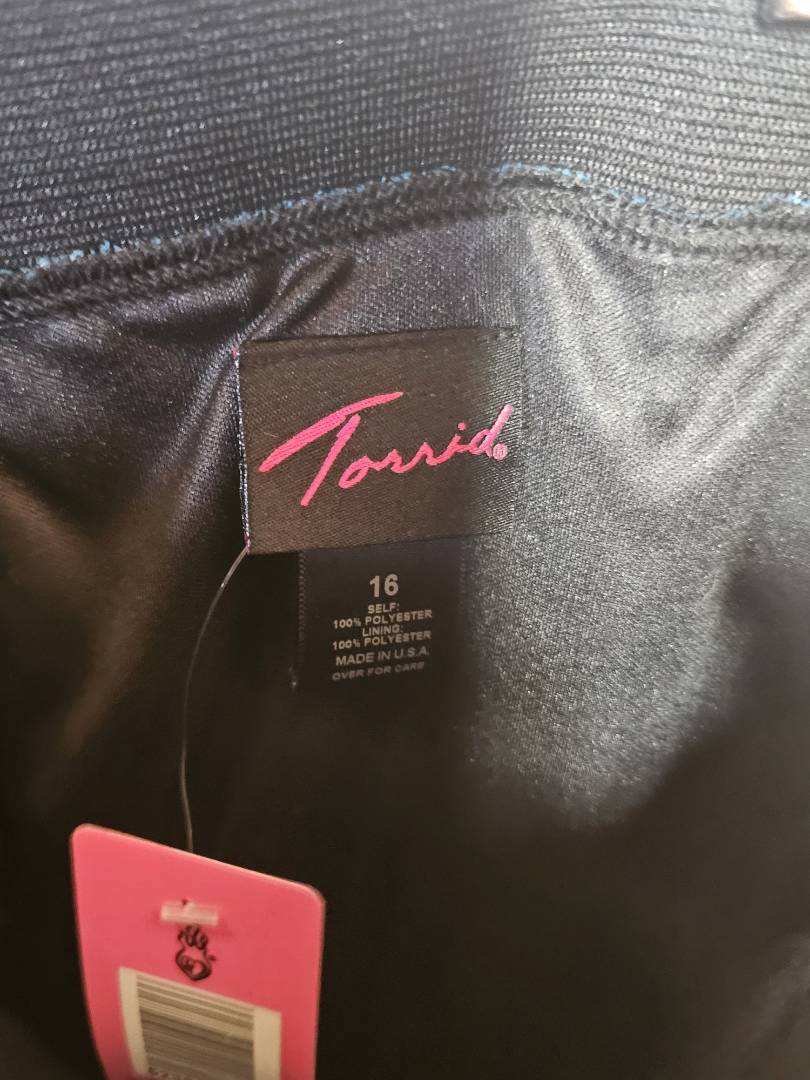 Torrid®
16
SELF:
100% POLYESTER
LINING:
100% POLYESTER
MADE IN U.S.A.
OVER FOR CARE